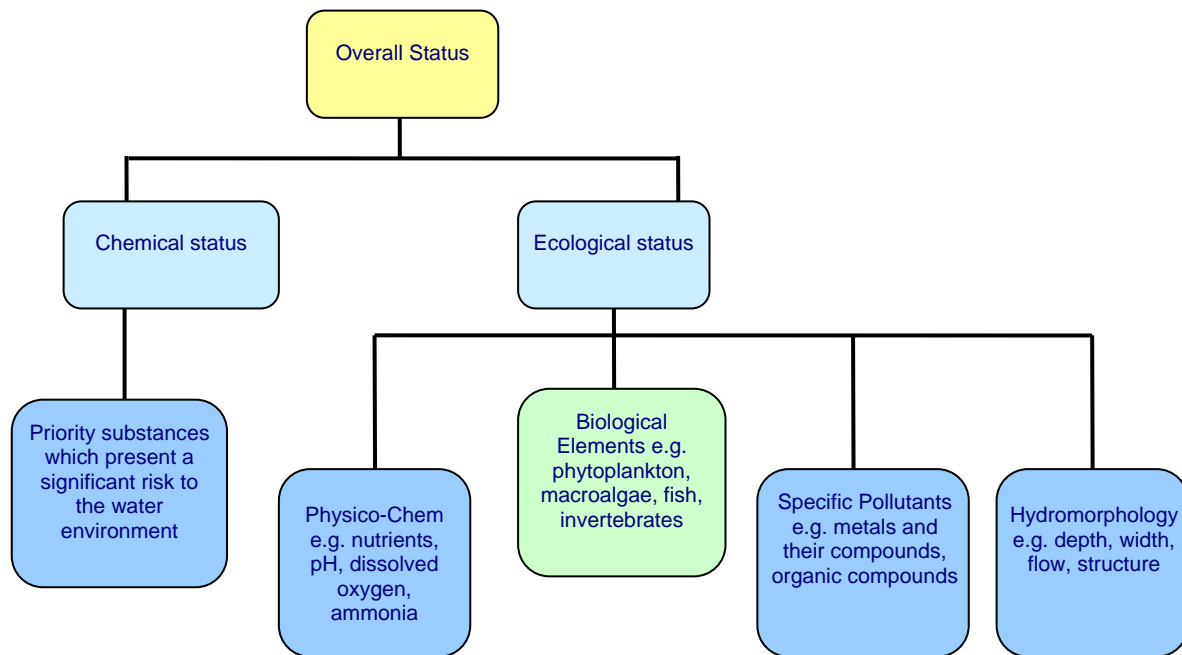 Overall Status
Chemical status
Ecological status
Priority substances
which present a
significant risk to
the water
environment
Physico-Chem
e.g. nutrients,
pH, dissolved
oxygen,
ammonia
Biological
Elements e.g.
phytoplankton,
macroalgae, fish,
invertebrates
Specific Pollutants
e.g. metals and
their compounds,
organic compounds
Hydromorphology
e.g. depth, width,
flow, structure